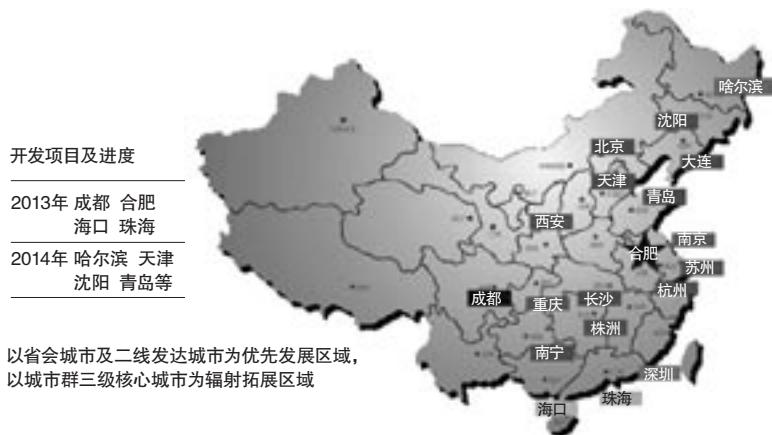 开发项目及进度
2013年 成都 合肥
海口 珠海
2014年 哈尔滨 天津
沈阳 青岛等
以省会城市及二线发达城市为优先发展区域，
以城市群三级核心城市为辐射拓展区域
哈尔滨
沈阳
北京
大连
天津
青岛
西安
南京
合肥
苏州
杭州
成都
重庆
长沙
株洲
南宁
深圳
珠海
海口